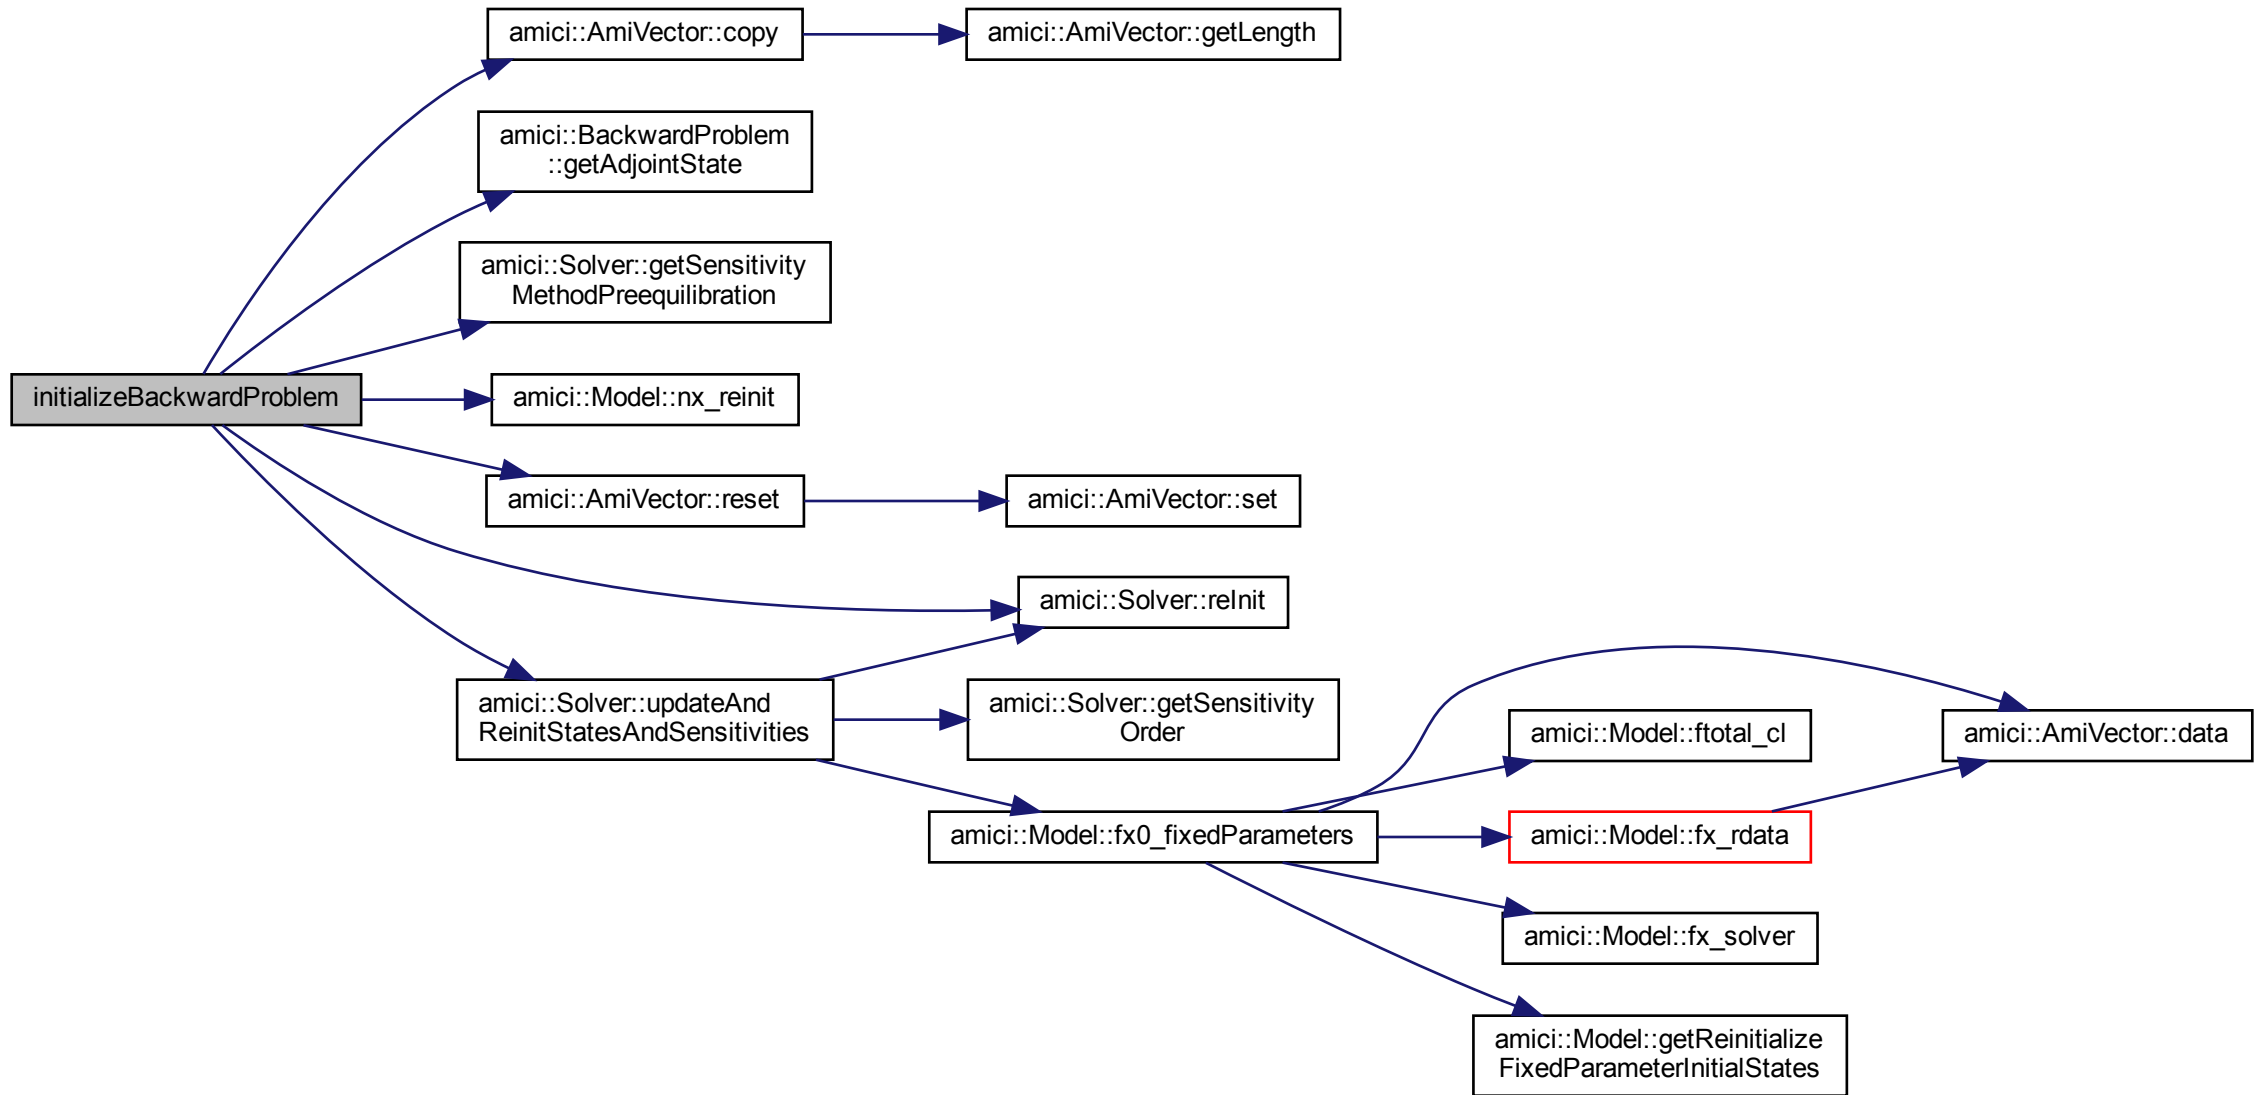 amici::AmiVector::copy
amici::AmiVector::getLength
amici::BackwardProblem
::getAdjointState
amici::Solver::getSensitivity
MethodPreequilibration
initializeBackwardProblem
amici::Model::nx_reinit
amici::AmiVector::reset
amici::AmiVector::set
amici::Solver::reInit
amici::Solver::updateAnd
ReinitStatesAndSensitivities
amici::Solver::getSensitivity
Order
amici::Model::ftotal_cl
amici::AmiVector::data
amici::Model::fx0_fixedParameters
amici::Model::fx_rdata
amici::Model::fx_solver
amici::Model::getReinitialize
FixedParameterInitialStates